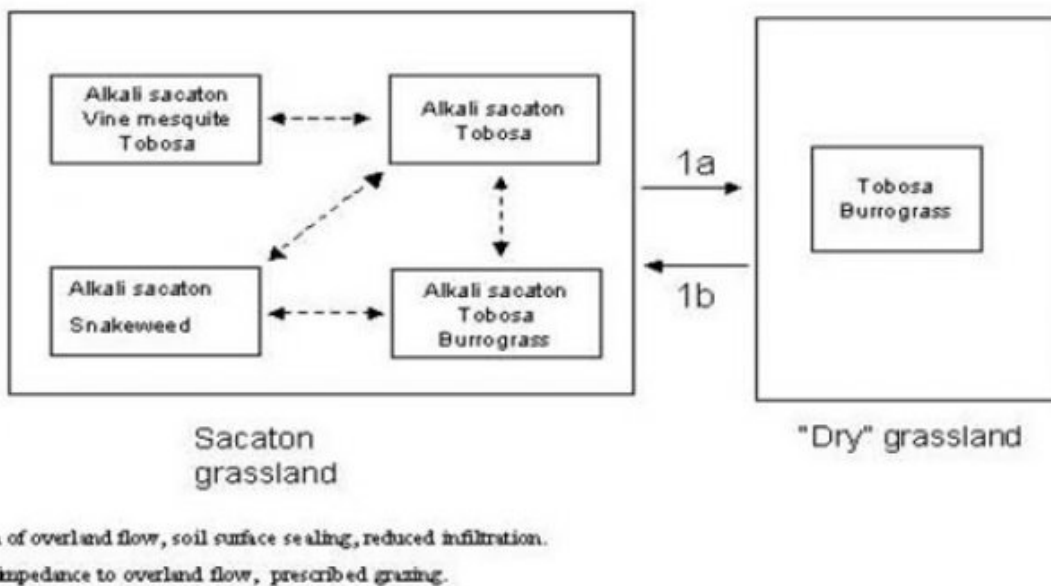 Alkali sacaton
Vine mesquite
Tobosa
Alkali sacaton
Tobosa
Alkali sacaton
Snakeweed
Alkali sacaton
Tobosa
Burrograss
1a
1b
Tobosa
Burrograss
Sacaton
grassland
"Dry" grassland
of overland flow, soil surface sealing, reduced infiltration.
impedance to overland flow, prescribed grazing.